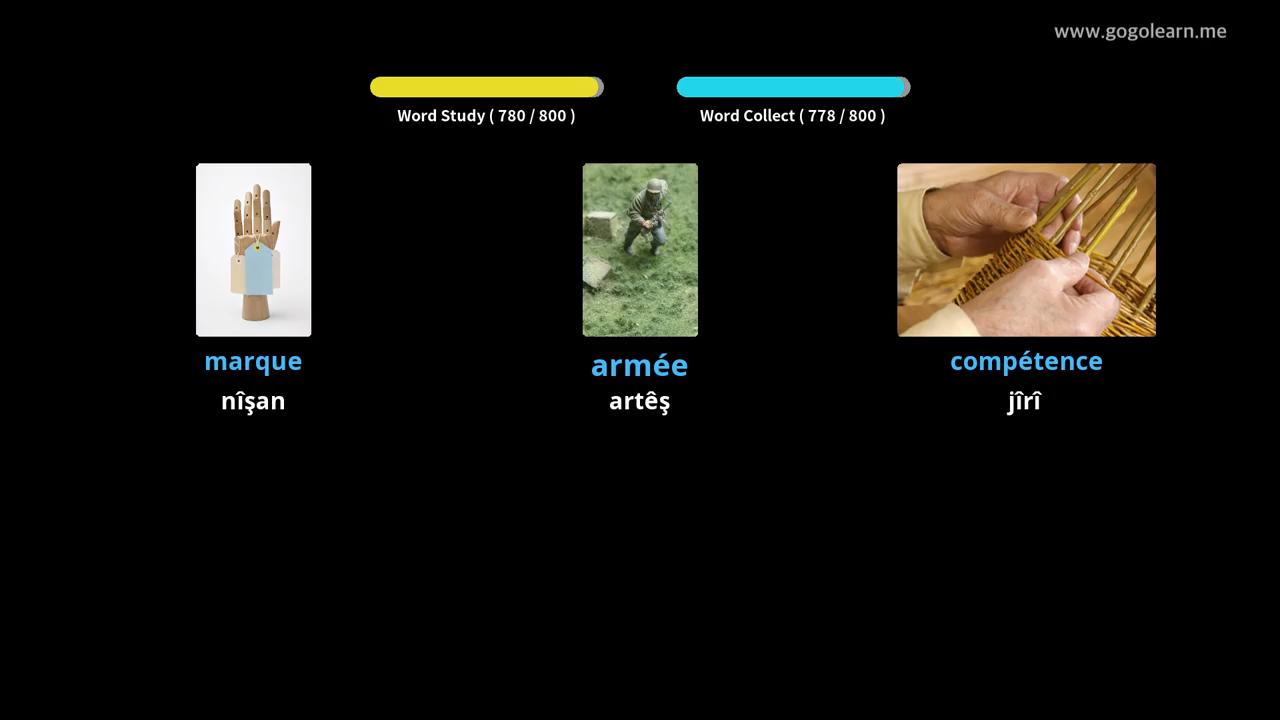 www.gogolearn.me
Word Study ( 780 / 800 )
Word Collect ( 778 / 800 )
marque
armée
compétence
nîşan
artêş
jîrî